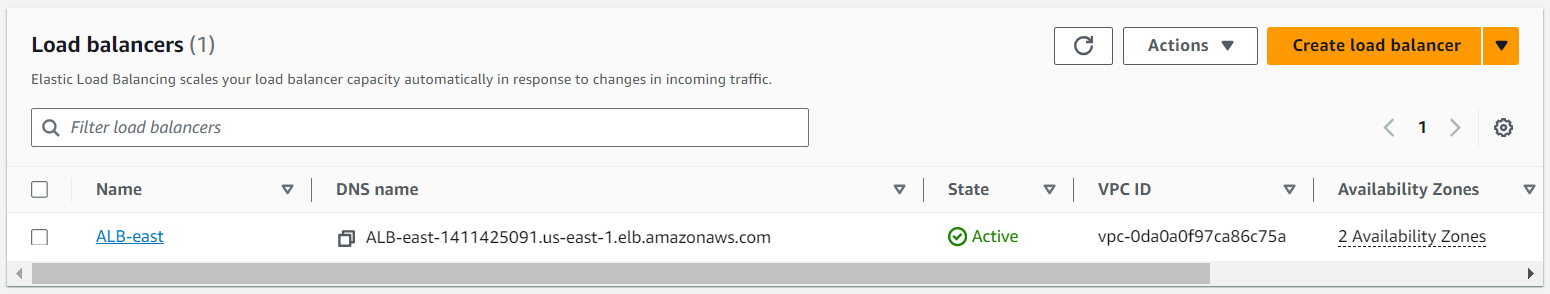 Load balancers (1)
Actions
Create load balancer
Elastic Load Balancing scales your load balancer capacity automatically in response to changes in incoming traffic.
Filter load balancers
1
Name DNS name State VPC ID Availability Zones
ALB-east ALB-east-1411425091.us-east-1.elb.amazonaws.com Active vpc-0da0a0f97ca86c75a 2 Availability Zones